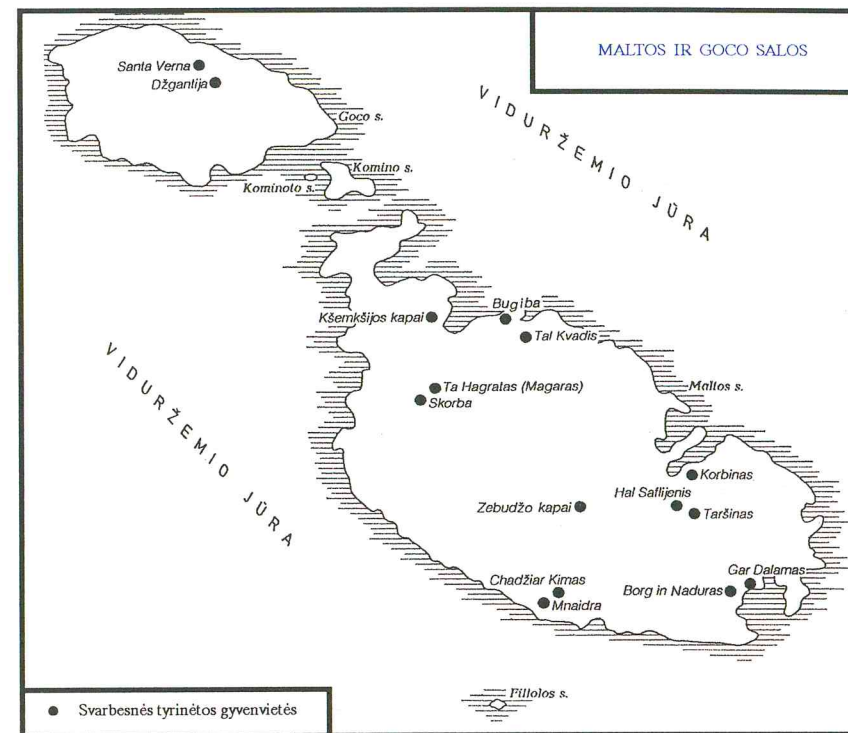 MALTOS IR GOCO SALOS
Santa Verna
Džgantija
Goco s.
VIDURŽEMIO JŪRA
Komino s.
Kominoto s.
Bugiba
Kšemkšijos kapai
Tal Kvadis
VIDURŽEMIO JŪRA
Ta Hagratas (Magaras)
Maltos s.
Skorba
Korbinas
Hal Saflijenis
Zebudžo kapai
Taršinas
Gar Dalamas
Chadžiar Kimas
Borg in Naduras
Mnaidra
Filfolos s.
Svarbesnės tyrinėtos gyvenvietės